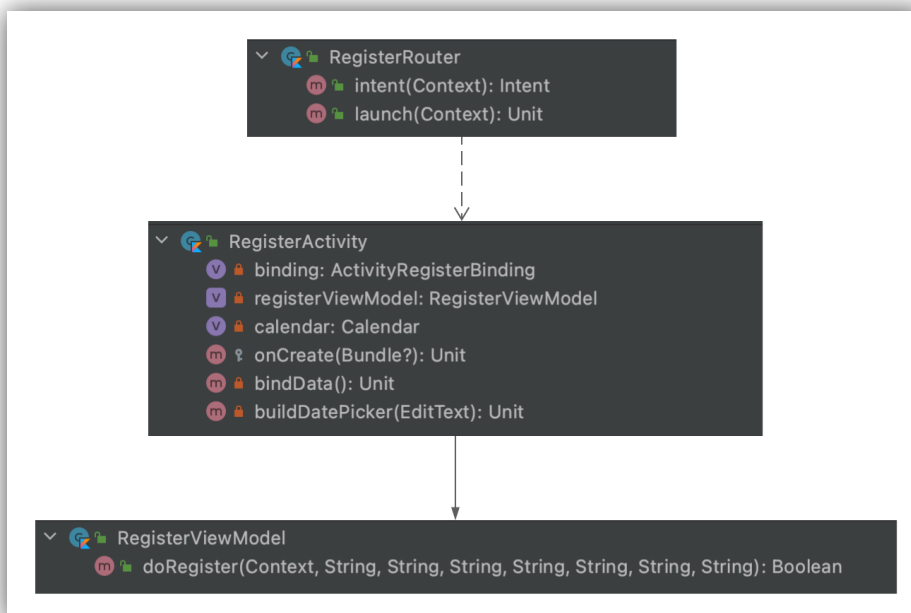 RegisterRouter
intent(Context): Intent
launch(Context): Unit
RegisterActivity
binding: ActivityRegisterBinding
registerViewModel: RegisterViewModel
calendar: Calendar
onCreate(Bundle?): Unit
bindData(): Unit
buildDatePicker(EditText): Unit
RegisterViewModel
doRegister(Context, String, String, String, String, String, String, String): Boolean